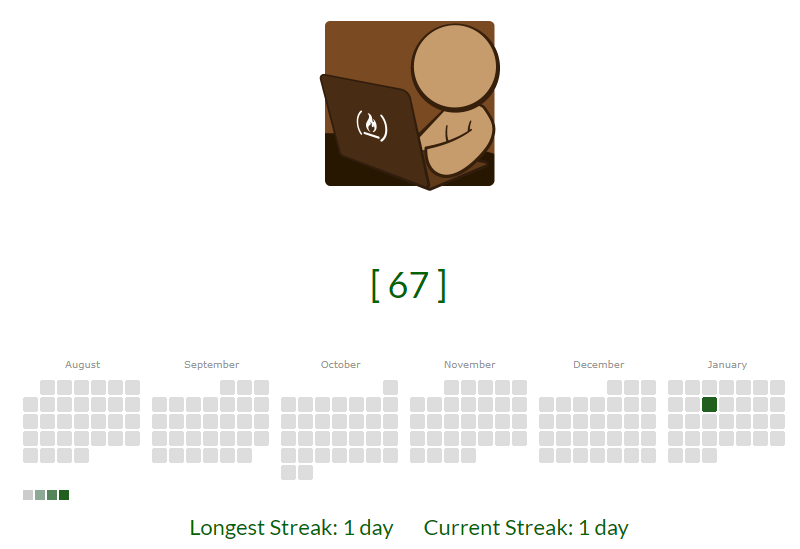 [ 67 ]
August September October November December January
Longest Streak: 1 day Current Streak: 1 day